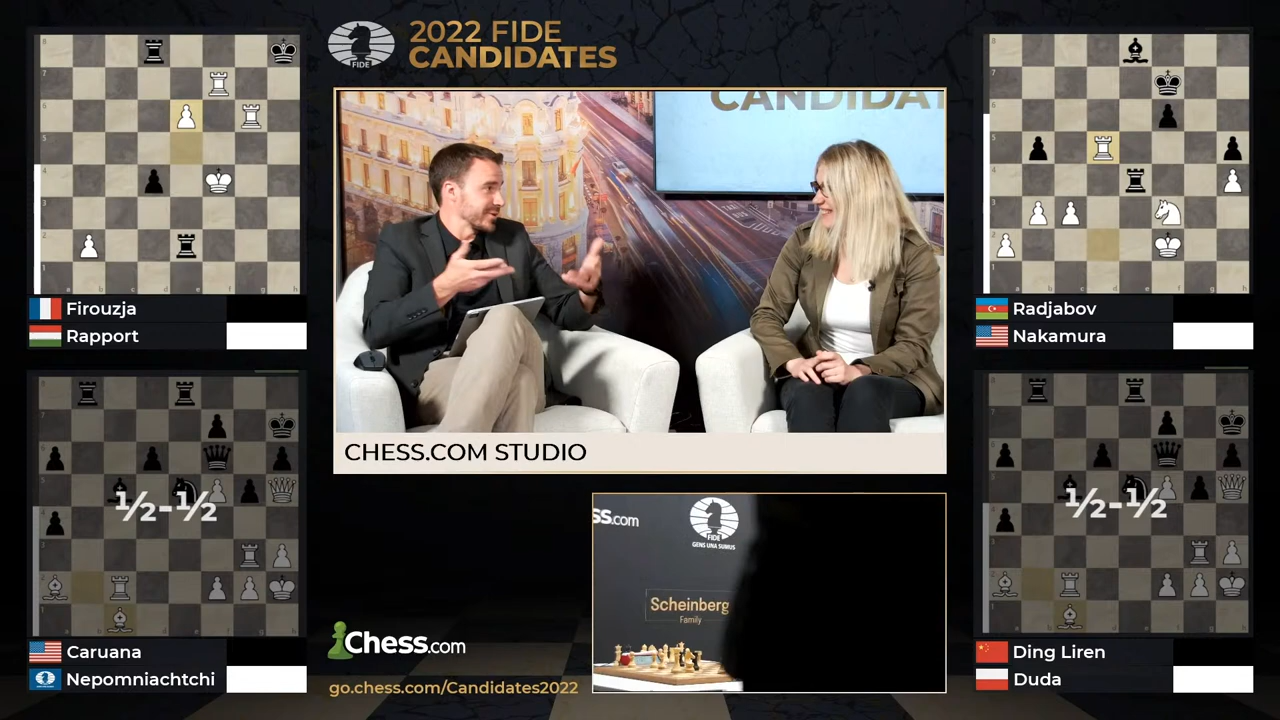 2022 FIDE
CANDIDATES
FIDE
CANDIDA
Firouzja
Rapport
Radjabov
Nakamura
CHESS.COM STUDIO
½-½
½-½
ss.com
FIDE
GENS UNA SUMUS
Scheinberg
Family
Caruana
Nepomniachtchi
Chess.com
go.chess.com/Candidates2022
Ding Liren
Duda